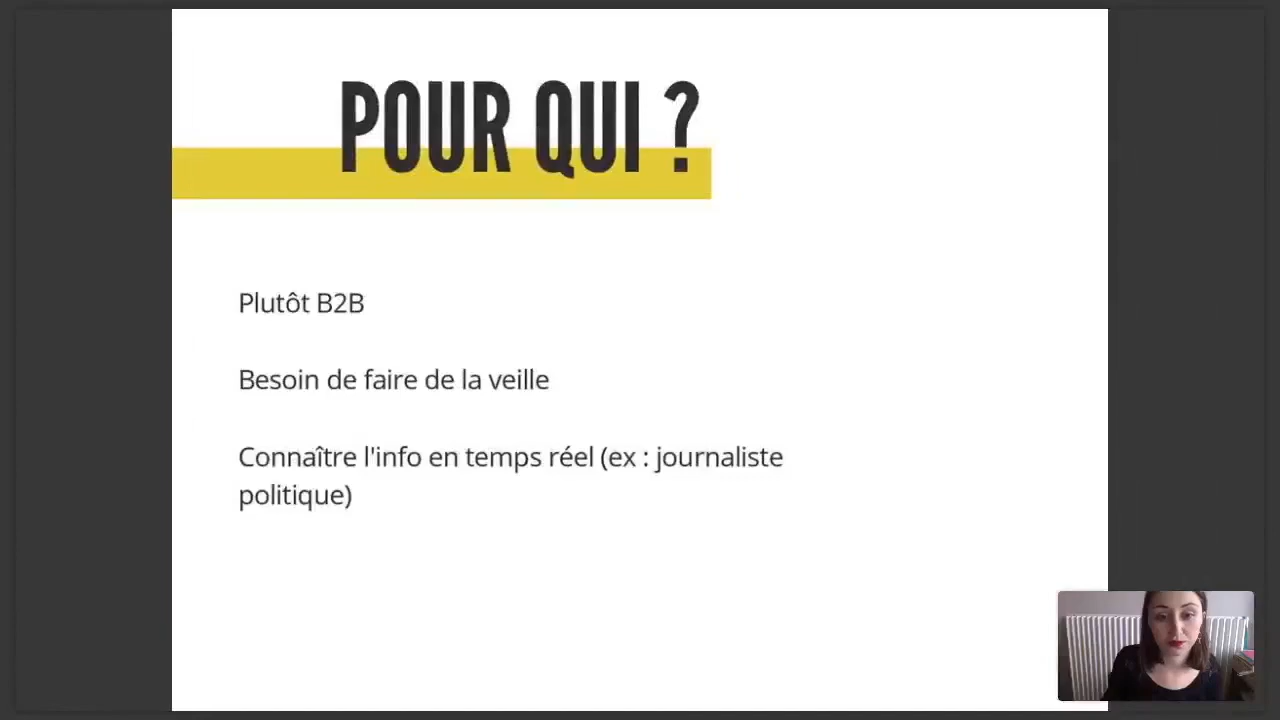 POUR QUI ?
Plutôt B2B
Besoin de faire de la veille
Connaître l'info en temps réel (ex : journaliste
politique)